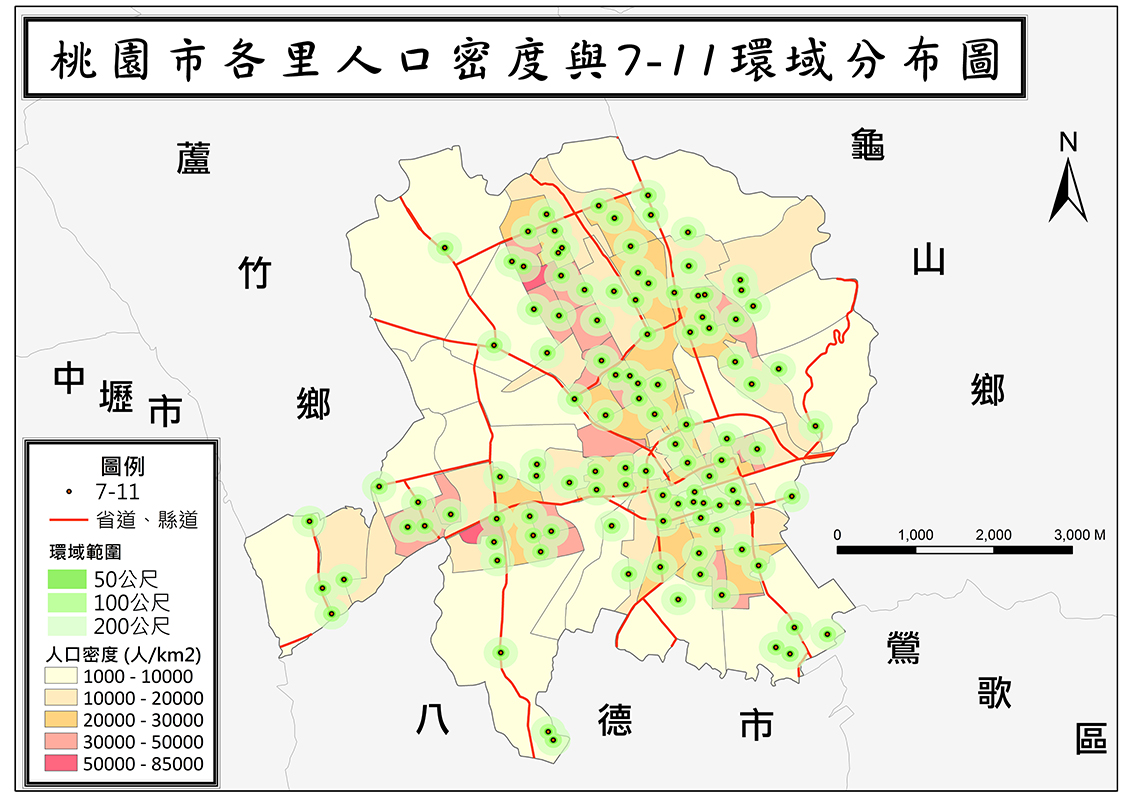 桃園市各里人口密度與7-11環域分布圖
蘆
竹
鄉
龜
山
鄉
N
中壢市
0 1,000 2,000 3,000 M
圖例
7-11
省道、縣道
環域範圍
50公尺
100公尺
200公尺
人口密度 (人/km2)
1000 - 10000
10000 - 20000
20000 - 30000
30000 - 50000
50000 - 85000
八德市
鶯歌區